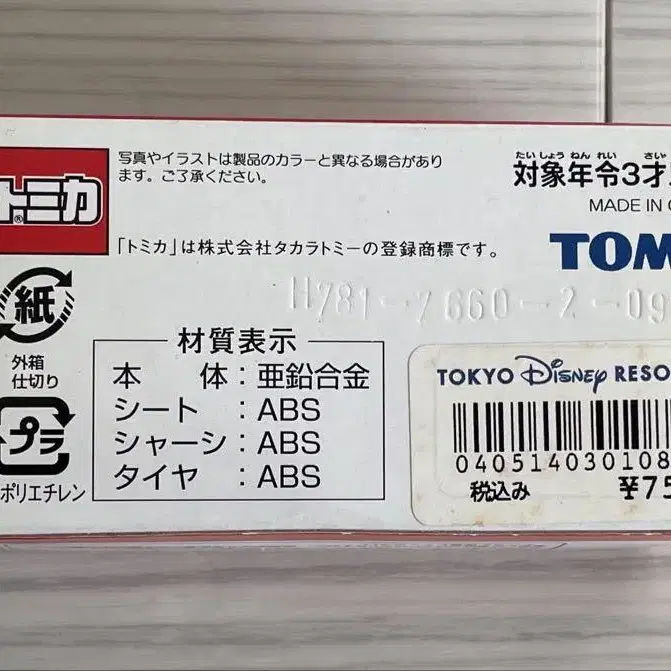 トミカ®
写真やイラストは製品のカラーと異なる場合があり
ます。ご了承ください。
「トミカ」は株式会社タカラトミーの登録商標です。
たいしょう ねん れい さい
対象年令3才
MADE IN
TOM
H781-7660-2-09
紙
外箱
仕切り
プラ
ポリエチレン
材質表示
本 体：亜鉛合金
シート：ABS
シャーシ：ABS
タイヤ：ABS
TOKYO Disney RESO
040514030108
税込み
¥75